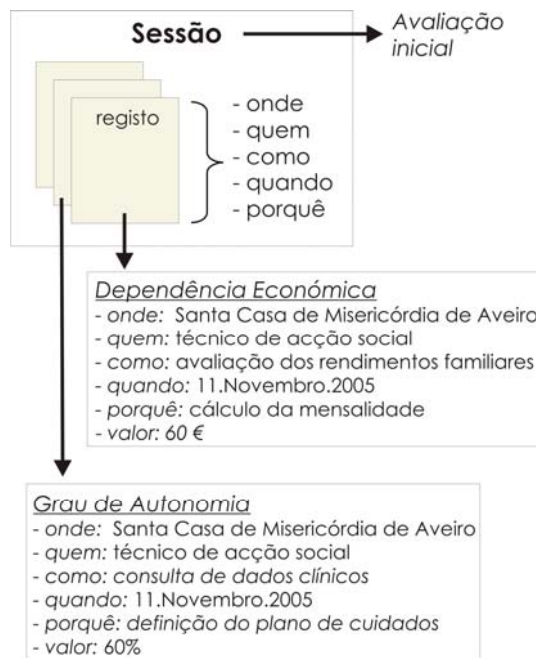 Sessão
Avaliação
inicial
registo
- onde
- quem
- como
- quando
- porquê
Dependência Económica
- onde: Santa Casa de Misericórdia de Aveiro
- quem: técnico de acção social
- como: avaliação dos rendimentos familiares
- quando: 11.Novembro.2005
- porquê: cálculo da mensalidade
- valor: 60 €
Grau de Autonomia
- onde: Santa Casa de Misericórdia de Aveiro
- quem: técnico de acção social
- como: consulta de dados clínicos
- quando: 11.Novembro.2005
- porquê: definição do plano de cuidados
- valor: 60%